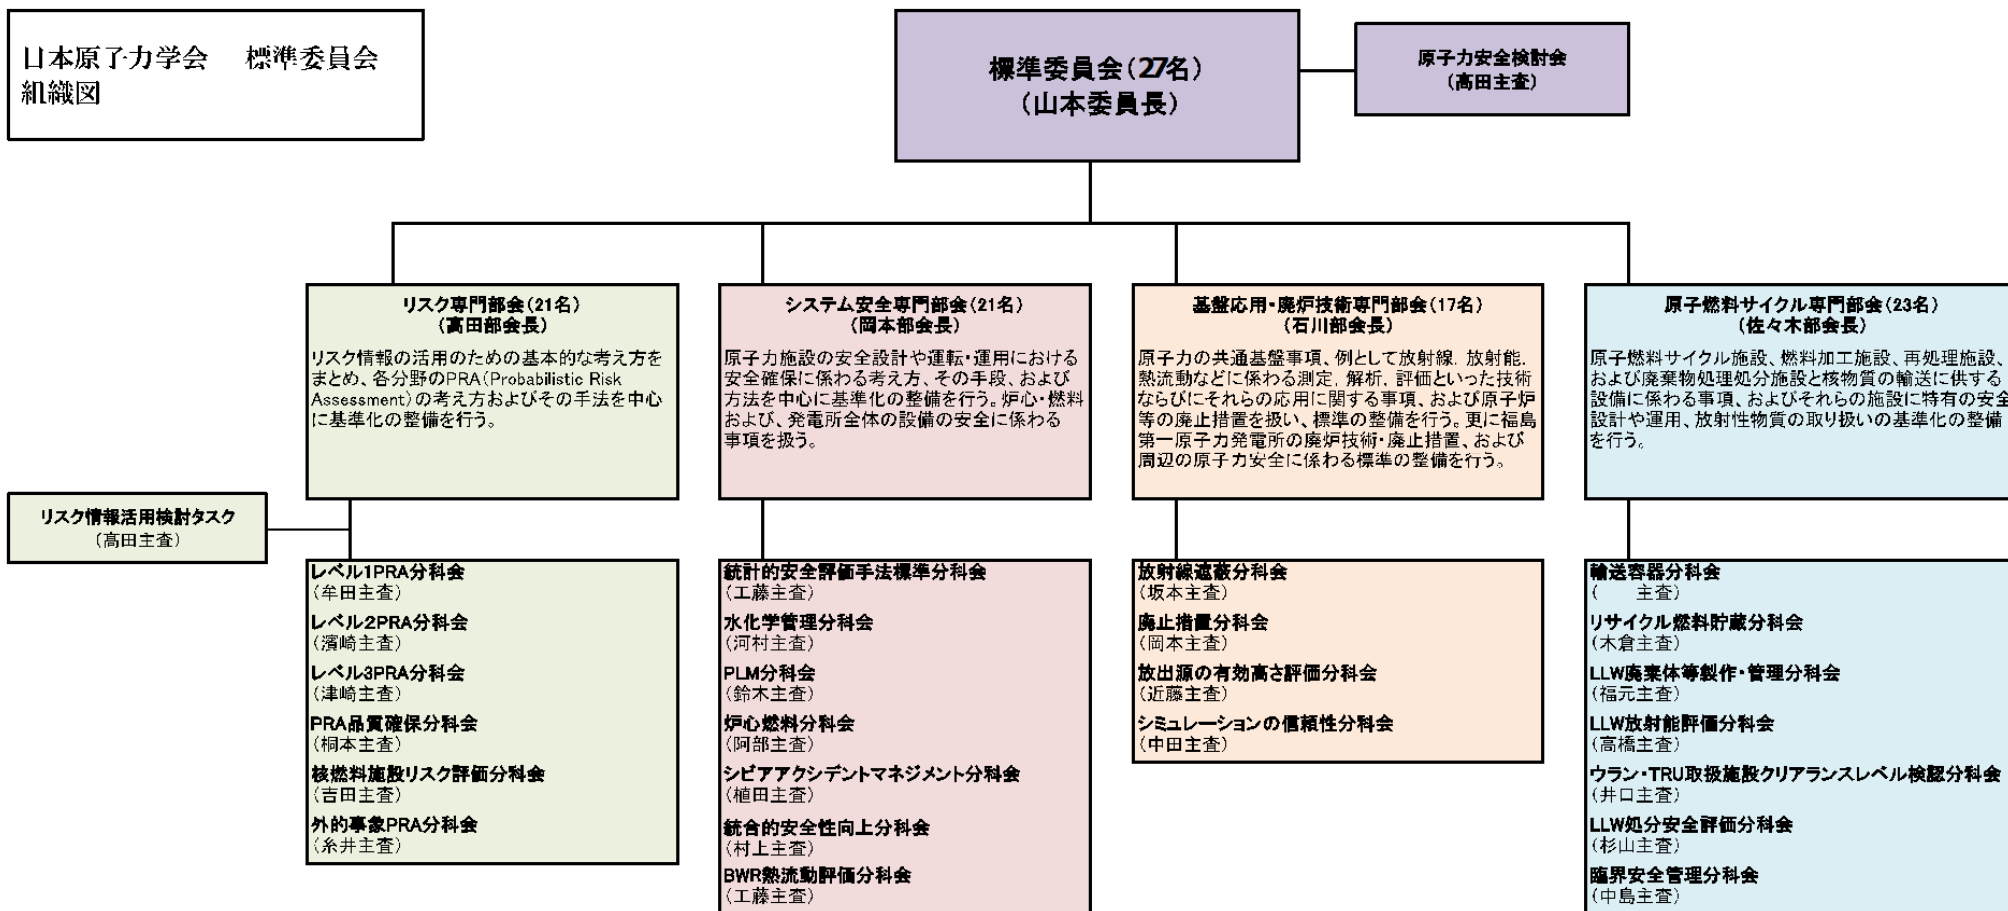 日本原子力学会　標準委員会
組織図
標準委員会(27名)
(山本委員長)
原子力安全検討会
(高田主査)
リスク専門部会(21名)
(高田部会長)
リスク情報の活用のための基本的な考え方を
まとめ、各分野のPRA(Probabilistic Risk
Assessment)の考え方およびその手法を中心
に基準化の整備を行う。
システム安全専門部会(21名)
(岡本部会長)
原子力施設の安全設計や運転・運用における
安全確保に係わる考え方、その手段、および
方法を中心に基準化の整備を行う。炉心・燃料
および、発電所全体の設備の安全に係わる
事項を扱う。
基盤応用・廃炉技術専門部会(17名)
(石川部会長)
原子力の共通基盤事項、例として放射線、放射能、
熱流動などに係わる測定、解析、評価といった技術
ならびにそれらの応用に関する事項、および原子炉
等の廃止措置を扱い、標準の整備を行う。更に福島
第一原子力発電所の廃炉技術・廃止措置、および
周辺の原子力安全に係わる標準の整備を行う。
原子燃料サイクル専門部会(23名)
(佐々木部会長)
原子燃料サイクル施設、燃料加工施設、再処理施設、
および廃棄物処理処分施設と核物質の輸送に供する
設備に係わる事項、およびそれらの施設に特有の安全
設計や運用、放射性物質の取り扱いの基準化の整備
を行う。
リスク情報活用検討タスク
(高田主査)
レベル1PRA分科会
(牟田主査)
レベル2PRA分科会
(濱崎主査)
レベル3PRA分科会
(津崎主査)
PRA品質確保分科会
(桐本主査)
核燃料施設リスク評価分科会
(吉田主査)
外的事象PRA分科会
(糸井主査)
統計的安全評価手法標準分科会
(工藤主査)
水化学管理分科会
(河村主査)
PLM分科会
(鈴木主査)
炉心燃料分科会
(阿部主査)
シビアアクシデントマネジメント分科会
(植田主査)
統合的安全性向上分科会
(村上主査)
BWR熱流動評価分科会
(工藤主査)
放射線遮蔽分科会
(坂本主査)
廃止措置分科会
(岡本主査)
放出源の有効高さ評価分科会
(近藤主査)
シミュレーションの信頼性分科会
(中田主査)
輸送容器分科会
(　　主査)
リサイクル燃料貯蔵分科会
(木倉主査)
LLW廃棄体等製作・管理分科会
(福元主査)
LLW放射能評価分科会
(高橋主査)
ウラン・TRU取扱施設クリアランスレベル検認分科会
(井口主査)
LLW処分安全評価分科会
(杉山主査)
臨界安全管理分科会
(中島主査)